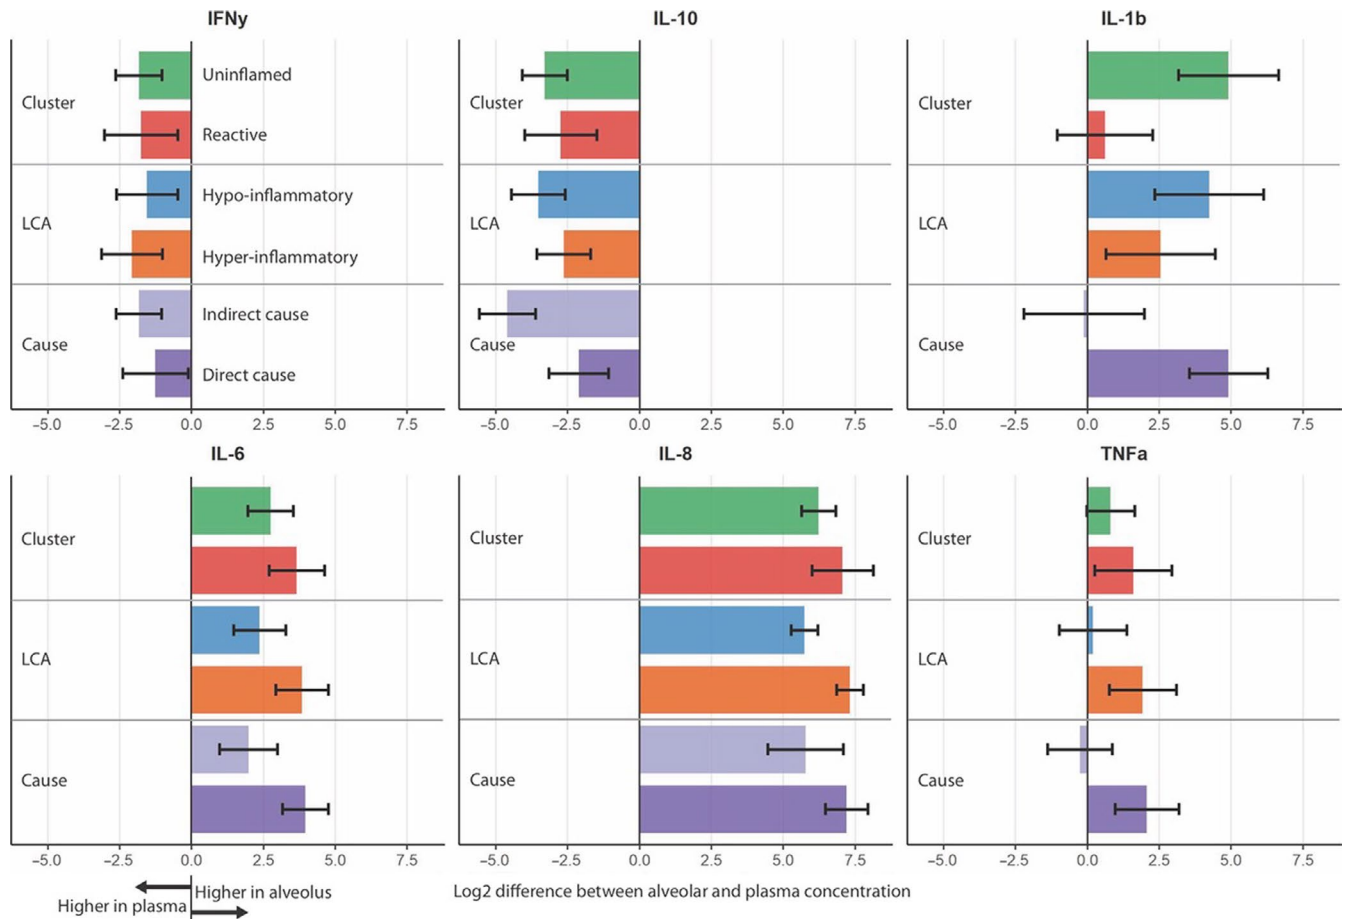 IFNy
IL-10
IL-1b
Cluster
Uninflamed
Reactive
LCA
Hypo-inflammatory
Hyper-inflammatory
Cause
Indirect cause
Direct cause
Cluster
LCA
Cause
Cluster
LCA
Cause
−5.0 −2.5 0.0 2.5 5.0 7.5
−5.0 −2.5 0.0 2.5 5.0 7.5
−5.0 −2.5 0.0 2.5 5.0 7.5
IL-6
IL-8
TNFa
Cluster
LCA
Cause
Cluster
LCA
Cause
Cluster
LCA
Cause
−5.0 −2.5 0.0 2.5 5.0 7.5
−5.0 −2.5 0.0 2.5 5.0 7.5
−5.0 −2.5 0.0 2.5 5.0 7.5
Higher in alveolus
Higher in plasma
Log2 difference between alveolar and plasma concentration